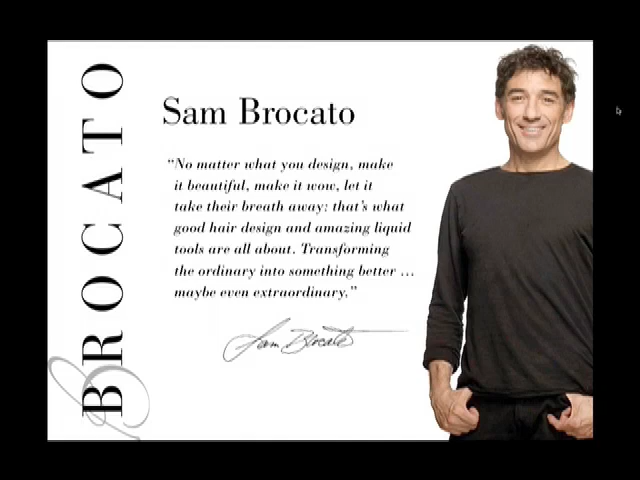 BROCATO
B
Sam Brocato
“No matter what you design, make
it beautiful, make it wow, let it
take their breath away: that’s what
good hair design and amazing liquid
tools are all about. Transforming
the ordinary into something better ...
maybe even extraordinary.”
Sam Brocato